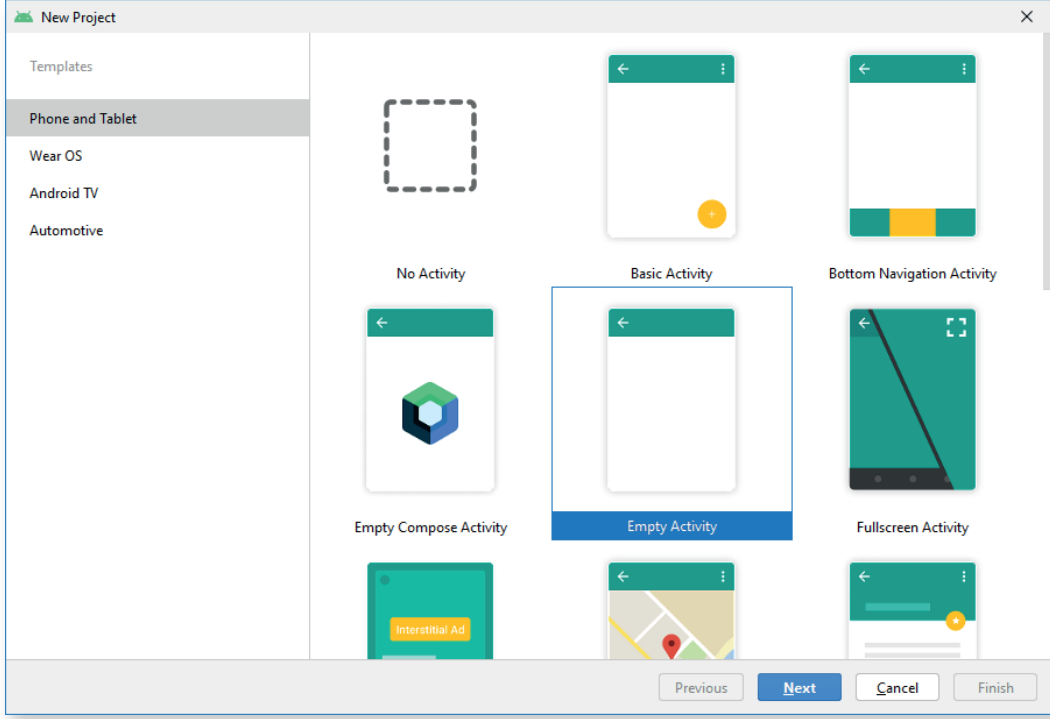 New Project
Templates
Phone and Tablet
Wear OS
Android TV
Automotive
No Activity
Basic Activity
Bottom Navigation Activity
Empty Compose Activity
Empty Activity
Fullscreen Activity
Interstitial Ad
Previous
Next
Cancel
Finish